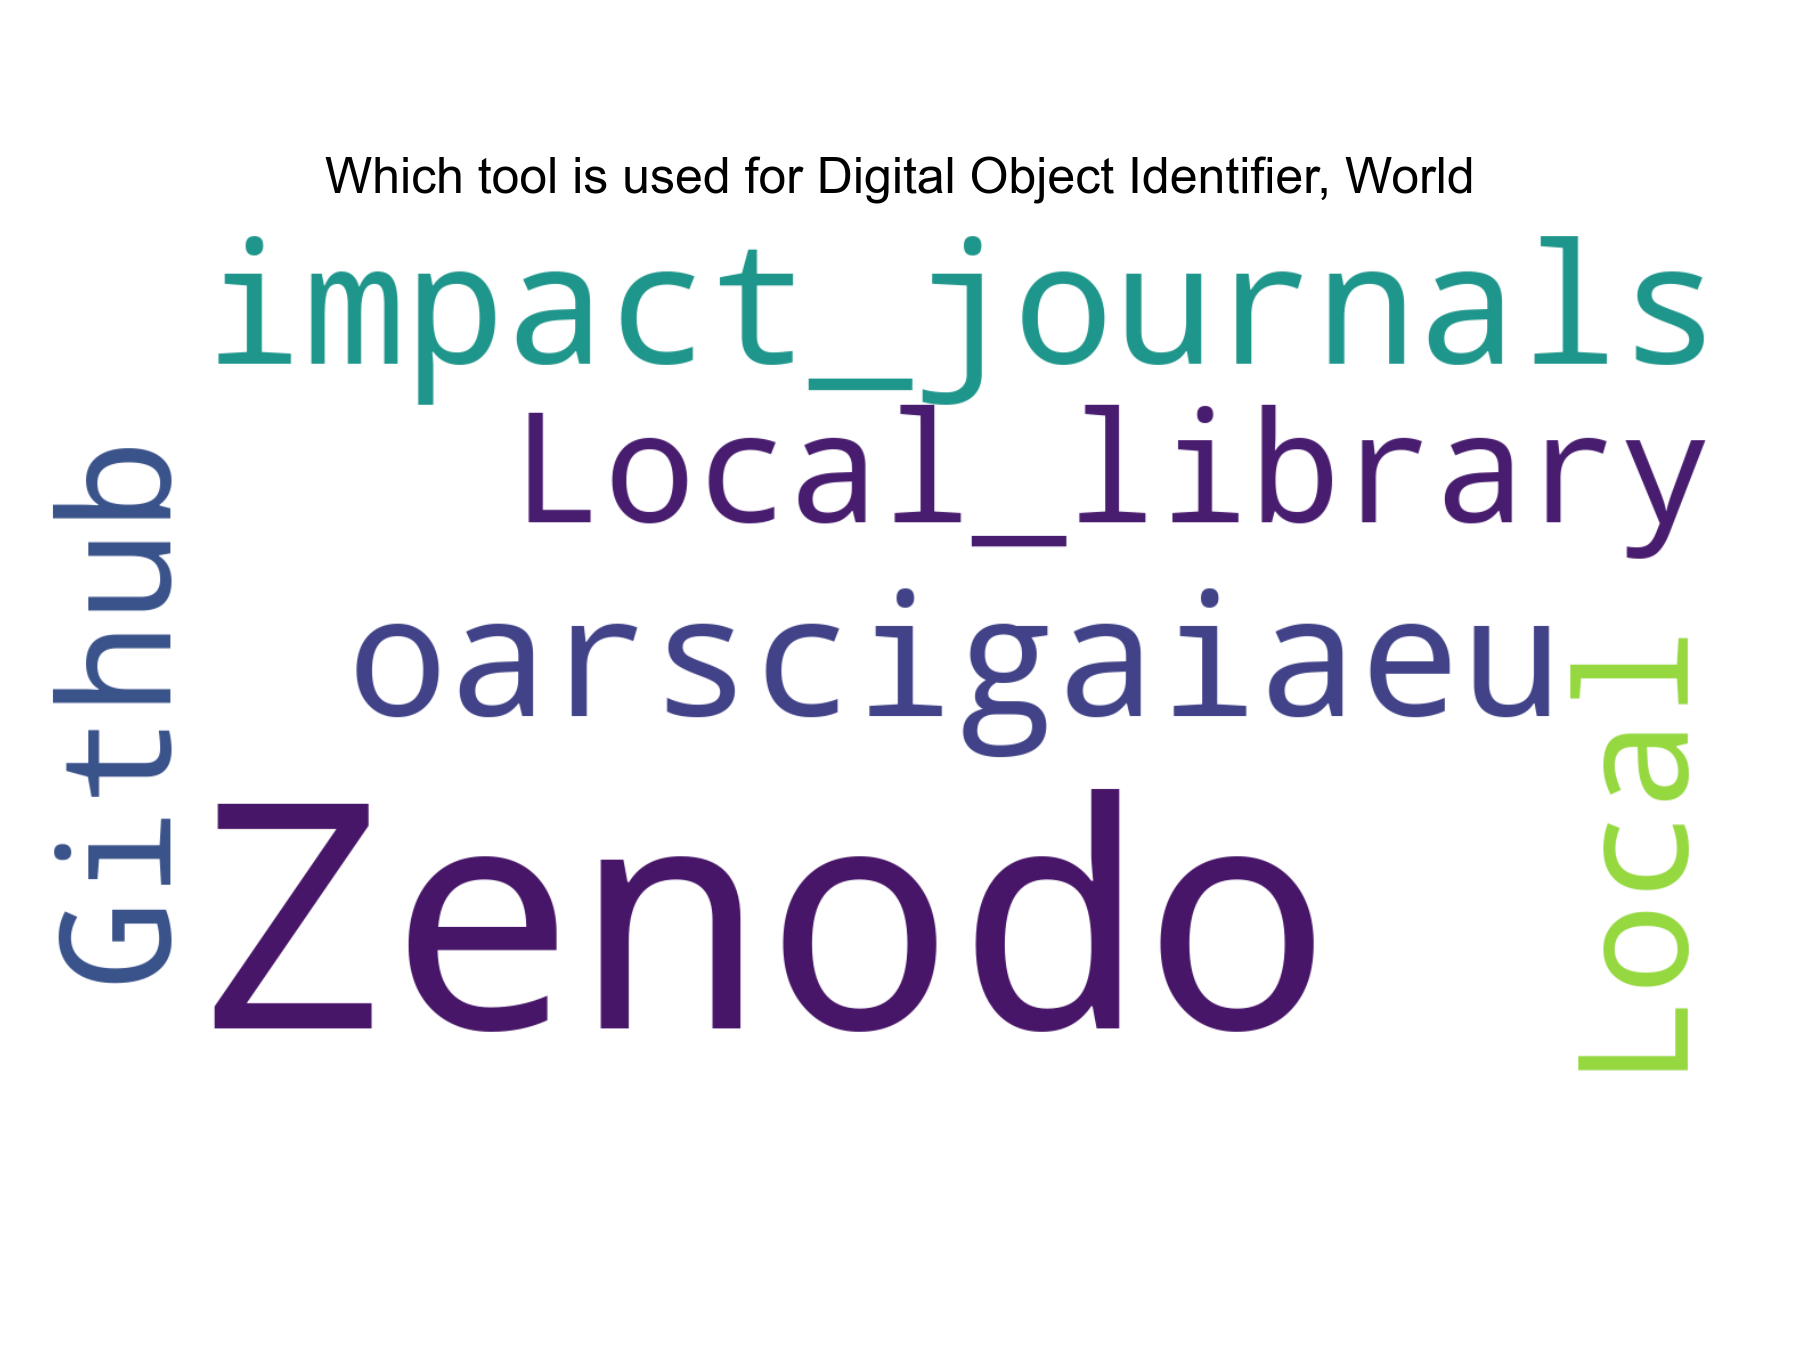 Which tool is used for Digital Object Identifier, World
impact_journals
Local_library
Github
oarscigaiaeu
Local
Zenodo